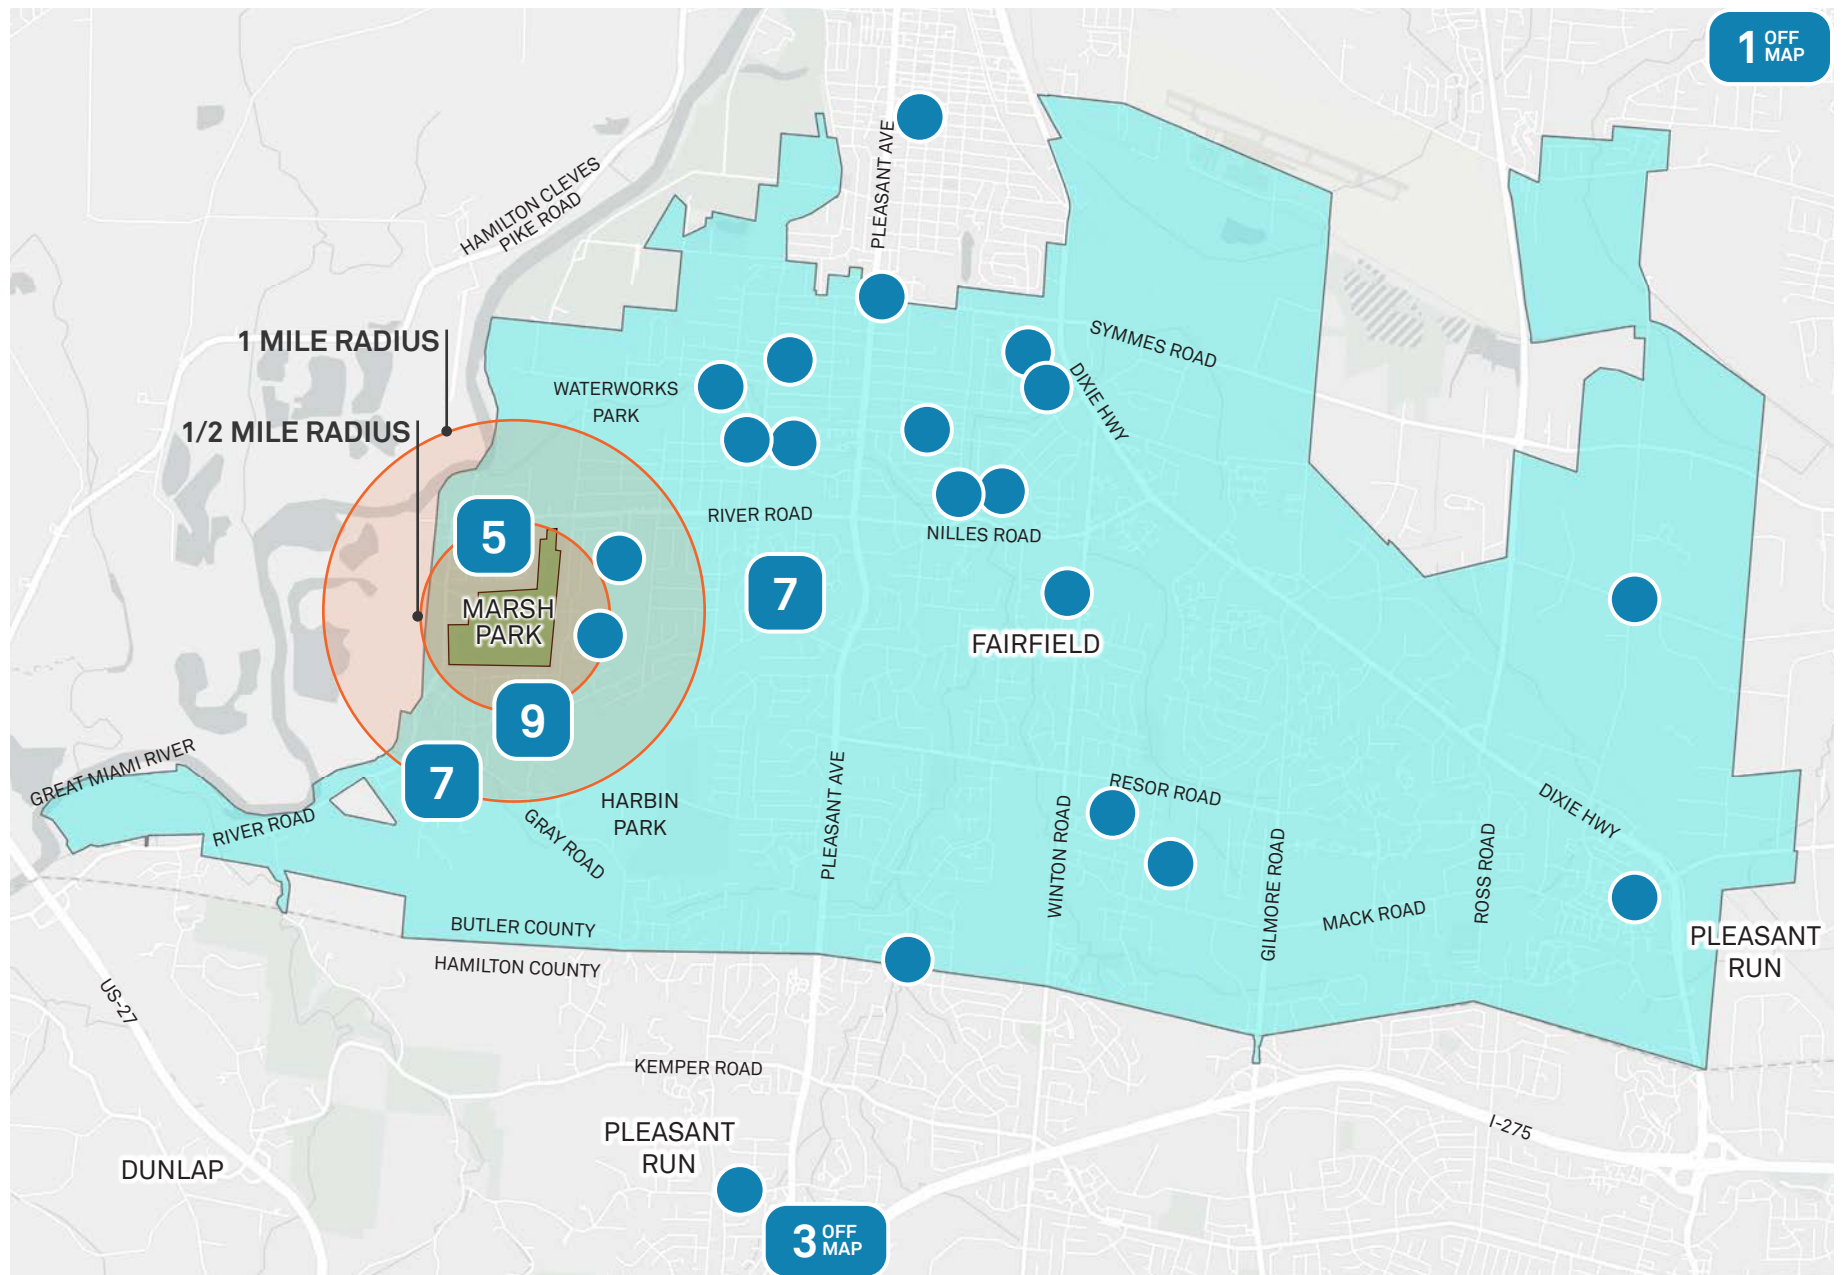 1 OFF
MAP
PLEASANT AVE
HAMILTON CLEVES
PIKE ROAD
1 MILE RADIUS
SYMMES ROAD
DIXIE HWY
WATERWORKS
PARK
1/2 MILE RADIUS
RIVER ROAD
NILLES ROAD
5
7
MARSH
PARK
FAIRFIELD
9
7
GREAT MIAMI RIVER
RIVER ROAD
GRAY ROAD
HARBIN
PARK
PLEASANT AVE
RESOR ROAD
WINTON ROAD
GILMORE ROAD
MACK ROAD
ROSS ROAD
DIXIE HWY
BUTLER COUNTY
HAMILTON COUNTY
PLEASANT
RUN
US-27
KEMPER ROAD
I-275
PLEASANT
RUN
DUNLAP
3 OFF
MAP